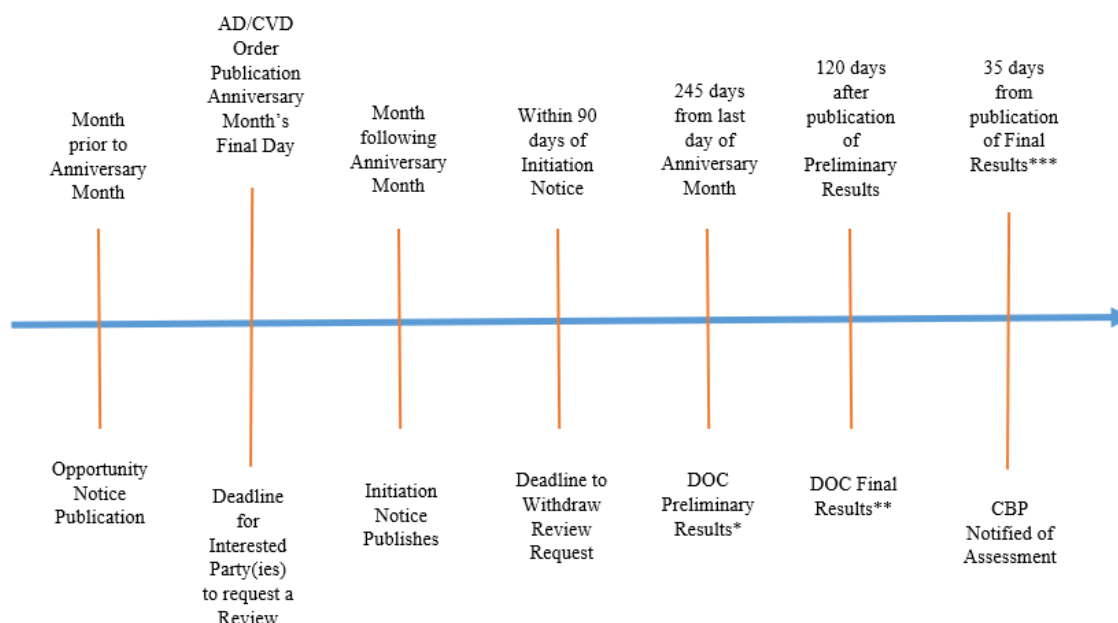 Month
prior to
Anniversary
Month
AD/CVD
Order
Publication
Anniversary
Month's
Final Day
Month
following
Anniversary
Month
Within 90
days of
Initiation
Notice
245 days
from last
day of
Anniversary
Month
120 days
after
publication
of
Preliminary
Results
35 days
from
publication
of Final
Results***
Opportunity
Notice
Publication
Deadline
for
Interested
Party(ies)
to request a
Review
Initiation
Notice
Publishes
Deadline to
Withdraw
Review
Request
DOC
Preliminary
Results*
DOC Final
Results**
CBP
Notified of
Assessment